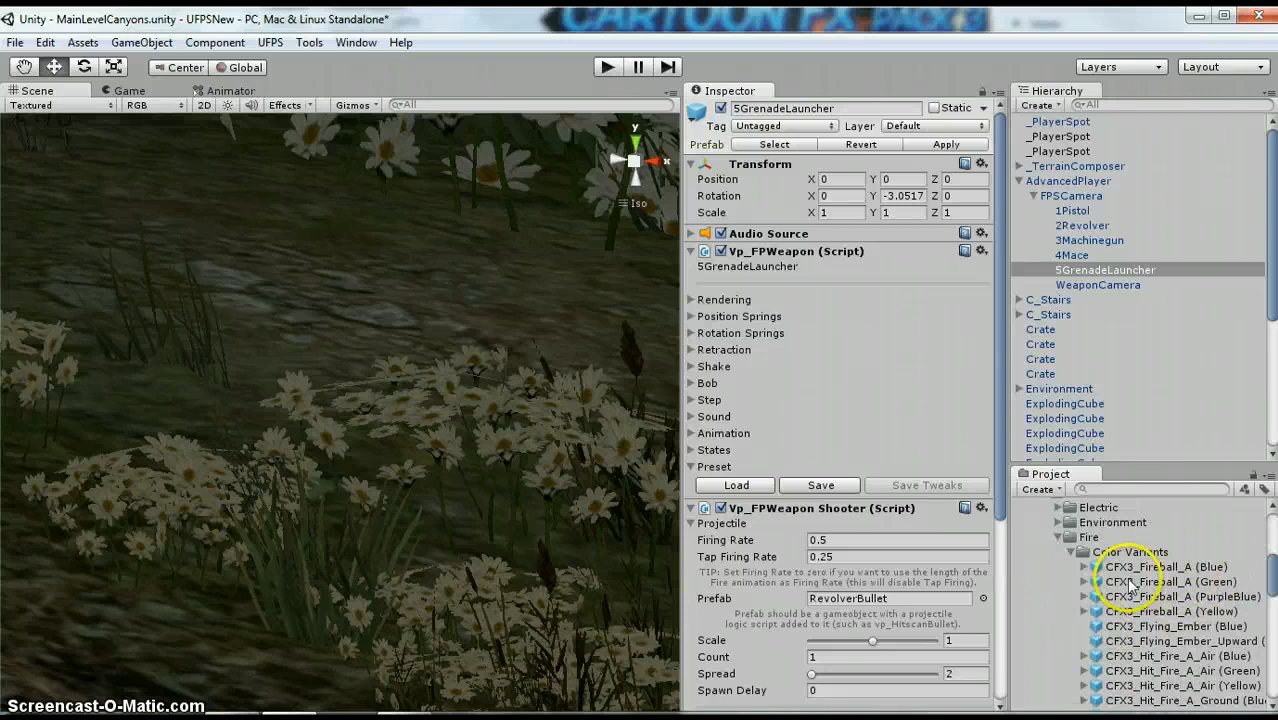 Unity - MainLevelCanyons.unity - UFPSNew - PC, Mac & Linux Standalone*
CARTOON FX PACK 3
File Edit Assets GameObject Component UFPS Tools Window Help
Center Global Layers Layout
Scene Game Animator
Textured RGB 2D Effects Gizmos All
y
x
Iso
Inspector
5GrenadeLauncher Static
Tag Untagged Layer Default
Prefab Select Revert Apply
Transform
Position X 0 Y 0 Z 0
Rotation X 0 Y -3.0517 Z 0
Scale X 1 Y 1 Z 1
Audio Source
Vp_FPWeapon (Script)
5GrenadeLauncher
Rendering
Position Springs
Rotation Springs
Retraction
Shake
Bob
Step
Sound
Animation
States
Preset
Load Save Save Tweaks
Vp_FPWeapon Shooter (Script)
Projectile
Firing Rate 0.5
Tap Firing Rate 0.25
TIP: Set Firing Rate to zero if you want to use the length of the
Fire animation as Firing Rate (this will disable Tap Firing).
Prefab RevolverBullet
Prefab should be a gameobject with a projectile
logic script added to it (such as vp_HitscanBullet).
Scale 1
Count 1
Spread 2
Spawn Delay 0
Hierarchy
Create All
_PlayerSpot
_PlayerSpot
_PlayerSpot
_TerrainComposer
AdvancedPlayer
FPSCamera
1Pistol
2Revolver
3Machinegun
4Mace
5GrenadeLauncher
WeaponCamera
C_Stairs
C_Stairs
Crate
Crate
Crate
Crate
Environment
ExplodingCube
ExplodingCube
ExplodingCube
ExplodingCube
Project
Create
Electric
Environment
Fire
Color Variants
CFX3_Fireball_A (Blue)
CFX3_Fireball_A (Green)
CFX3_Fireball_A (PurpleBlue)
CFX3_Fireball_A (Yellow)
CFX3_Flying_Ember (Blue)
CFX3_Flying_Ember_Upward (
CFX3_Hit_Fire_A_Air (Blue)
CFX3_Hit_Fire_A_Air (Green)
CFX3_Hit_Fire_A_Air (Yellow)
CFX3_Hit_Fire_A_Ground (Blu
Screencast-O-Matic.com